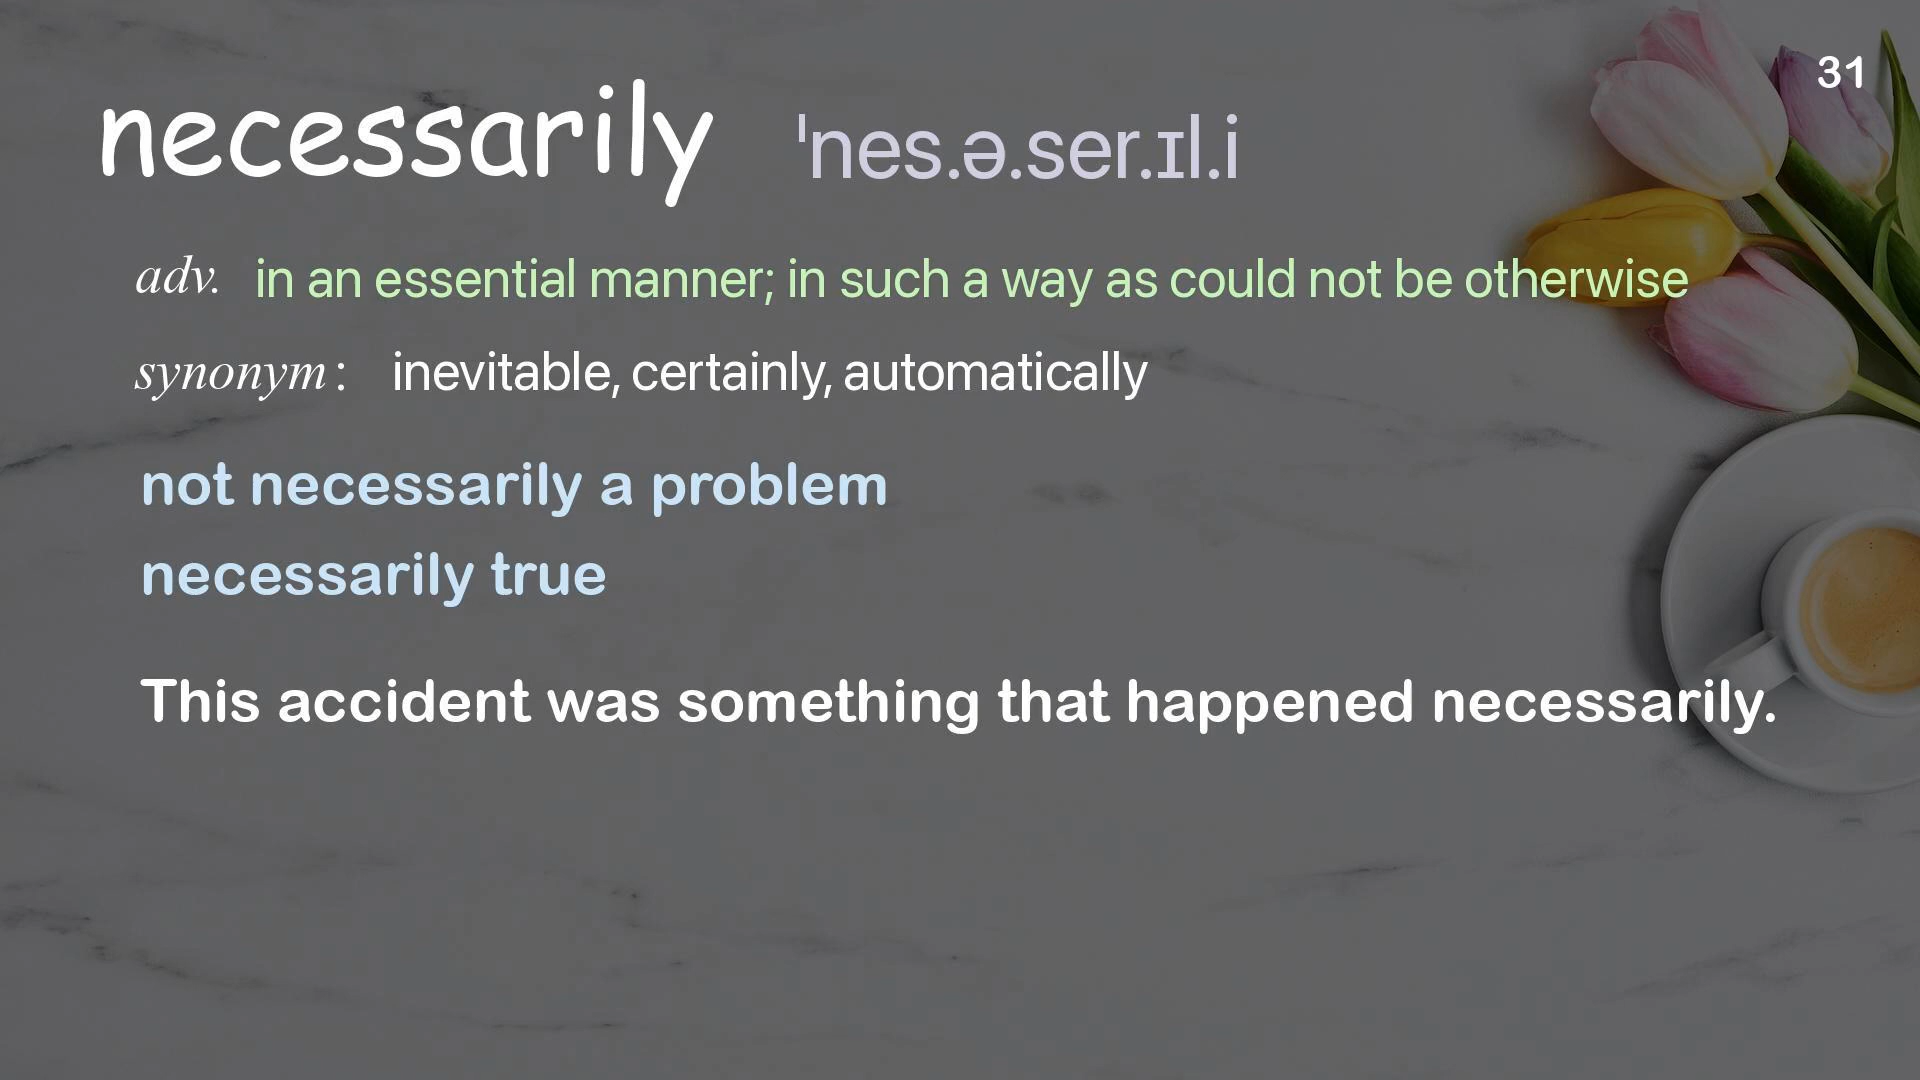 31
necessarily ˈnes.ə.ser.ɪl.i
adv. in an essential manner; in such a way as could not be otherwise
synonym: inevitable, certainly, automatically
not necessarily a problem
necessarily true
This accident was something that happened necessarily.